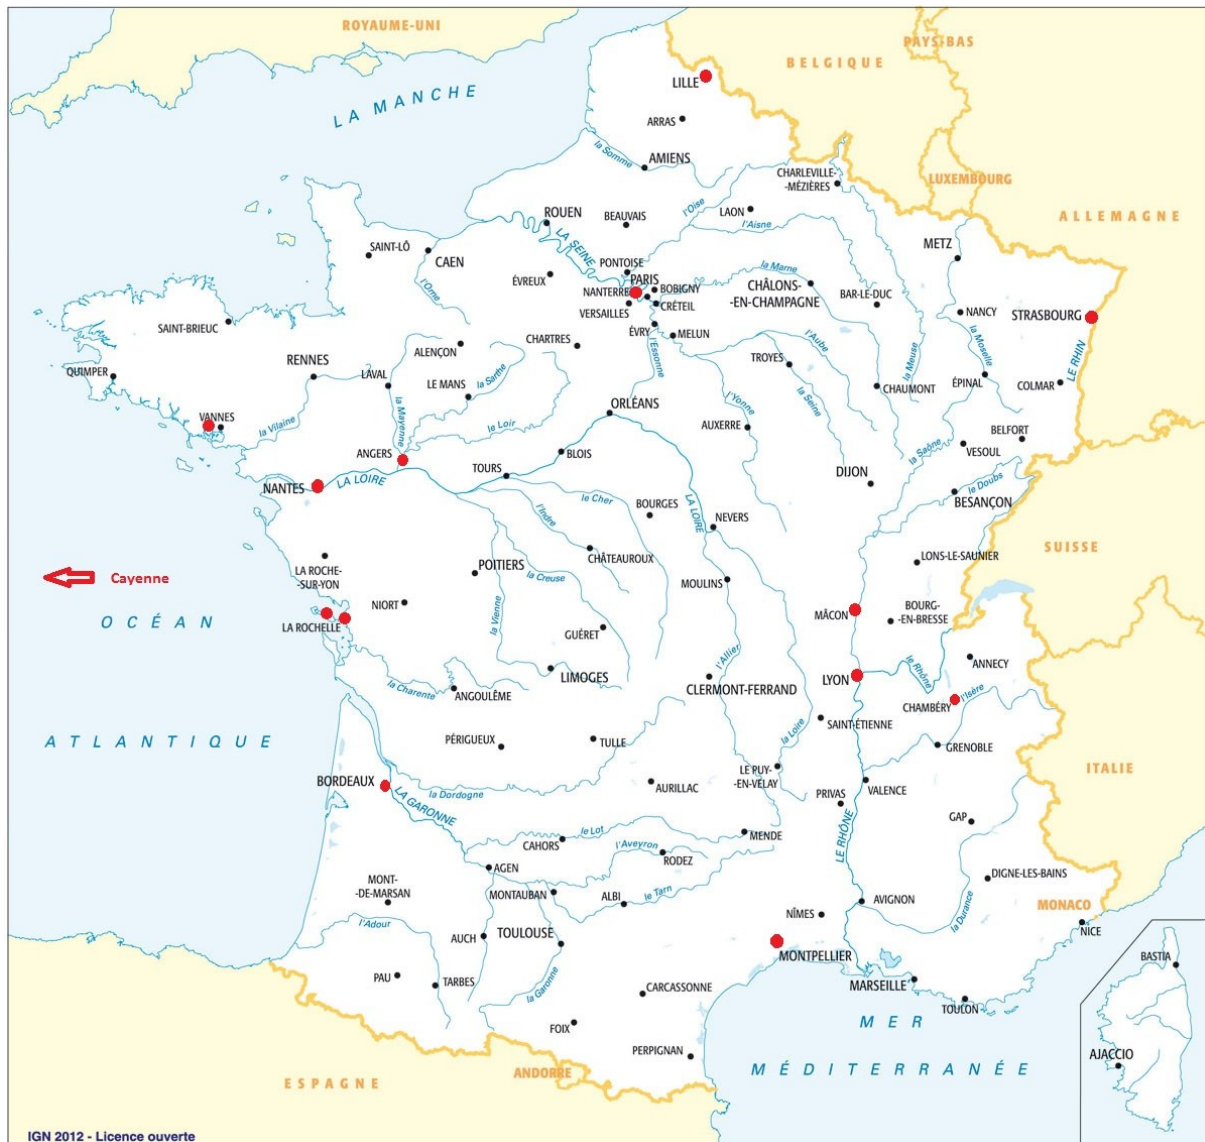 ROYAUME-UNI
PAYS-BAS
BELGIQUE
LILLE
LA MANCHE
ARRAS
la Somme
AMIENS
CHARLEVILLE-
-MÉZIÈRES
LUXEMBOURG
ALLEMAGNE
ROUEN
BEAUVAIS
l'Oise
LAON
l'Aisne
METZ
SAINT-LÔ
CAEN
LA SEINE
PONTOISE
PARIS
la Marne
ÉVREUX
NANTERRE
BOBIGNY
CHÂLONS-
-EN-CHAMPAGNE
BAR-LE-DUC
l'Orne
VERSAILLES
CRÉTEIL
NANCY
STRASBOURG
SAINT-BRIEUC
ALENÇON
CHARTRES
ÉVRY
MELUN
l'Aube
la Meuse
la Moselle
LE RHIN
RENNES
l'Essonne
TROYES
QUIMPER
LAVAL
LE MANS
la Sarthe
la Seine
CHAUMONT
ÉPINAL
COLMAR
VANNES
la Vilaine
la Mayenne
le Loir
ORLÉANS
l'Yonne
AUXERRE
BELFORT
ANGERS
BLOIS
la Saône
VESOUL
NANTES
LA LOIRE
TOURS
DIJON
le Doubs
le Cher
BOURGES
LA LOIRE
NEVERS
BESANÇON
l'Indre
SUISSE
LA ROCHE-
-SUR-YON
POITIERS
CHÂTEAUROUX
LONS-LE-SAUNIER
Cayenne
la Creuse
MOULINS
OCÉAN
NIORT
MÂCON
BOURG-
-EN-BRESSE
LA ROCHELLE
la Vienne
GUÉRET
l'Allier
ANNECY
la Charente
ANGOULÊME
LIMOGES
CLERMONT-FERRAND
LYON
le Rhône
CHAMBÉRY
l'Isère
ATLANTIQUE
PÉRIGUEUX
TULLE
la Loire
SAINT-ÉTIENNE
GRENOBLE
BORDEAUX
la Dordogne
AURILLAC
LE PUY-
-EN-VELAY
VALENCE
ITALIE
LA GARONNE
PRIVAS
GAP
CAHORS
le Lot
MENDE
LE RHÔNE
l'Aveyron
RODEZ
AGEN
MONT-
-DE-MARSAN
MONTAUBAN
ALBI
le Tarn
DIGNE-LES-BAINS
l'Adour
NÎMES
AVIGNON
la Durance
MONACO
AUCH
TOULOUSE
NICE
MONTPELLIER
BASTIA
PAU
TARBES
la Garonne
CARCASSONNE
MARSEILLE
TOULON
FOIX
MER
PERPIGNAN
AJACCIO
ESPAGNE
ANDORRE
MÉDITERRANÉE
IGN 2012 - Licence ouverte